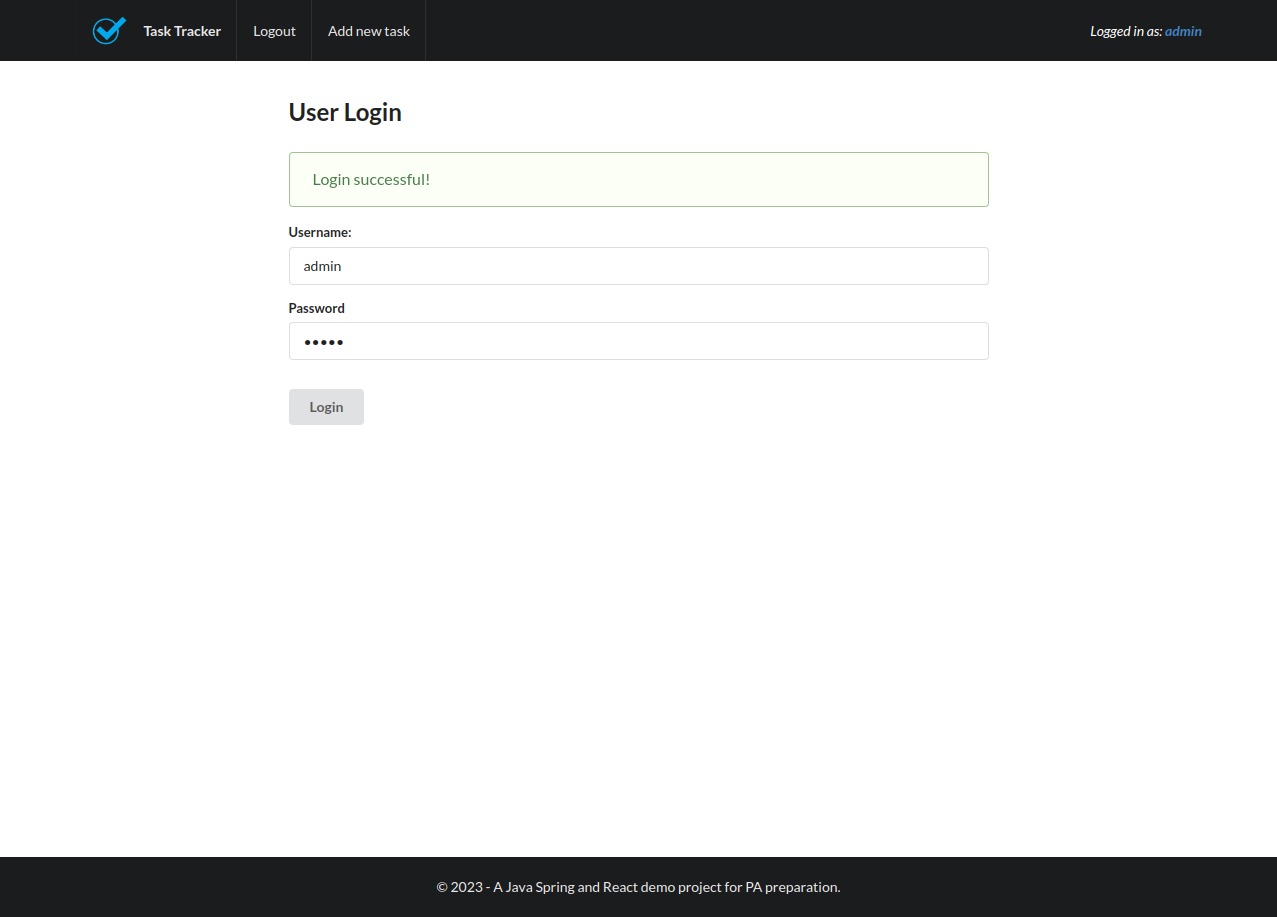 Task Tracker
Logout
Add new task
Logged in as: admin
User Login
Login successful!
Username:
admin
Password
•••••
Login
© 2023 - A Java Spring and React demo project for PA preparation.